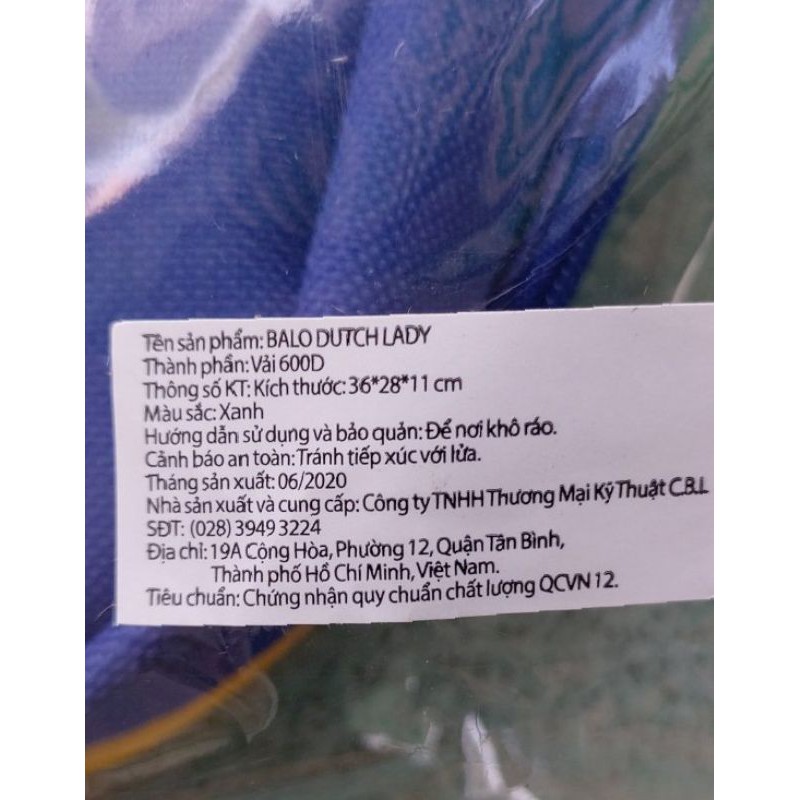 Tên sản phẩm: BALO DUTCH LADY
Thành phần: Vải 600D
Thông số KT: Kích thước: 36*28*11 cm
Màu sắc: Xanh
Hướng dẫn sử dụng và bảo quản: Để nơi khô ráo.
Cảnh báo an toàn: Tránh tiếp xúc với lửa.
Tháng sản xuất: 06/2020
Nhà sản xuất và cung cấp: Công ty TNHH Thương Mại Kỹ Thuật C.B.L
SĐT: (028) 3949 3224
Địa chỉ: 19A Cộng Hòa, Phường 12, Quận Tân Bình,
Thành phố Hồ Chí Minh, Việt Nam.
Tiêu chuẩn: Chứng nhận quy chuẩn chất lượng QCVN 12.